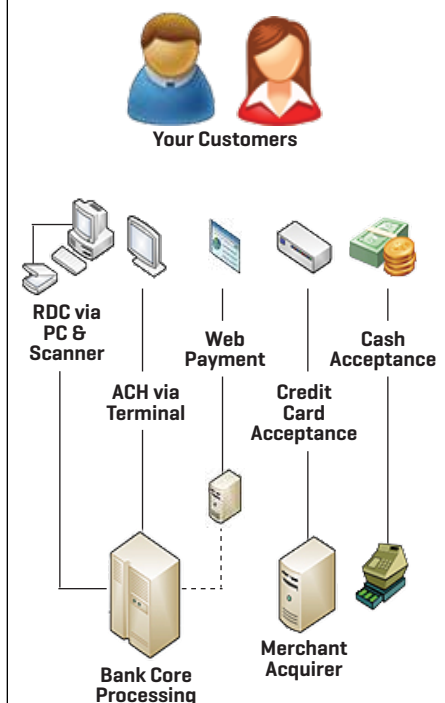 Your Customers
RDC via
PC &
Scanner
ACH via
Terminal
Web
Payment
Credit
Card
Acceptance
Cash
Acceptance
Bank Core
Processing
Merchant
Acquirer